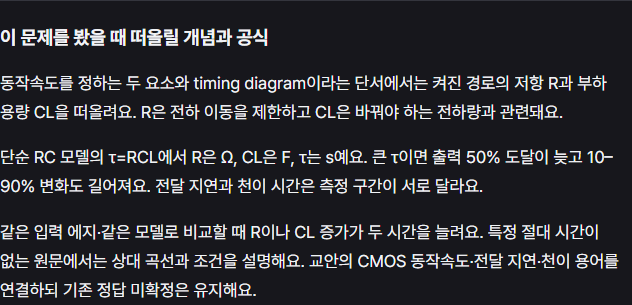 이 문제를 봤을 때 떠올릴 개념과 공식
동작속도를 정하는 두 요소와 timing diagram이라는 단서에서는 켜진 경로의 저항 R과 부하
용량 CL을 떠올려요. R은 전하 이동을 제한하고 CL은 바꿔야 하는 전하량과 관련돼요.
단순 RC 모델의 τ=RCL에서 R은 Ω, CL은 F, τ는 s예요. 큰 τ이면 출력 50% 도달이 늦고 10–
90% 변화도 길어져요. 전달 지연과 천이 시간은 측정 구간이 서로 달라요.
같은 입력 에지·같은 모델로 비교할 때 R이나 CL 증가가 두 시간을 늘려요. 특정 절대 시간이
없는 원문에서는 상대 곡선과 조건을 설명해요. 교안의 CMOS 동작속도·전달 지연·천이 용어를
연결하되 기존 정답 미확정은 유지해요.